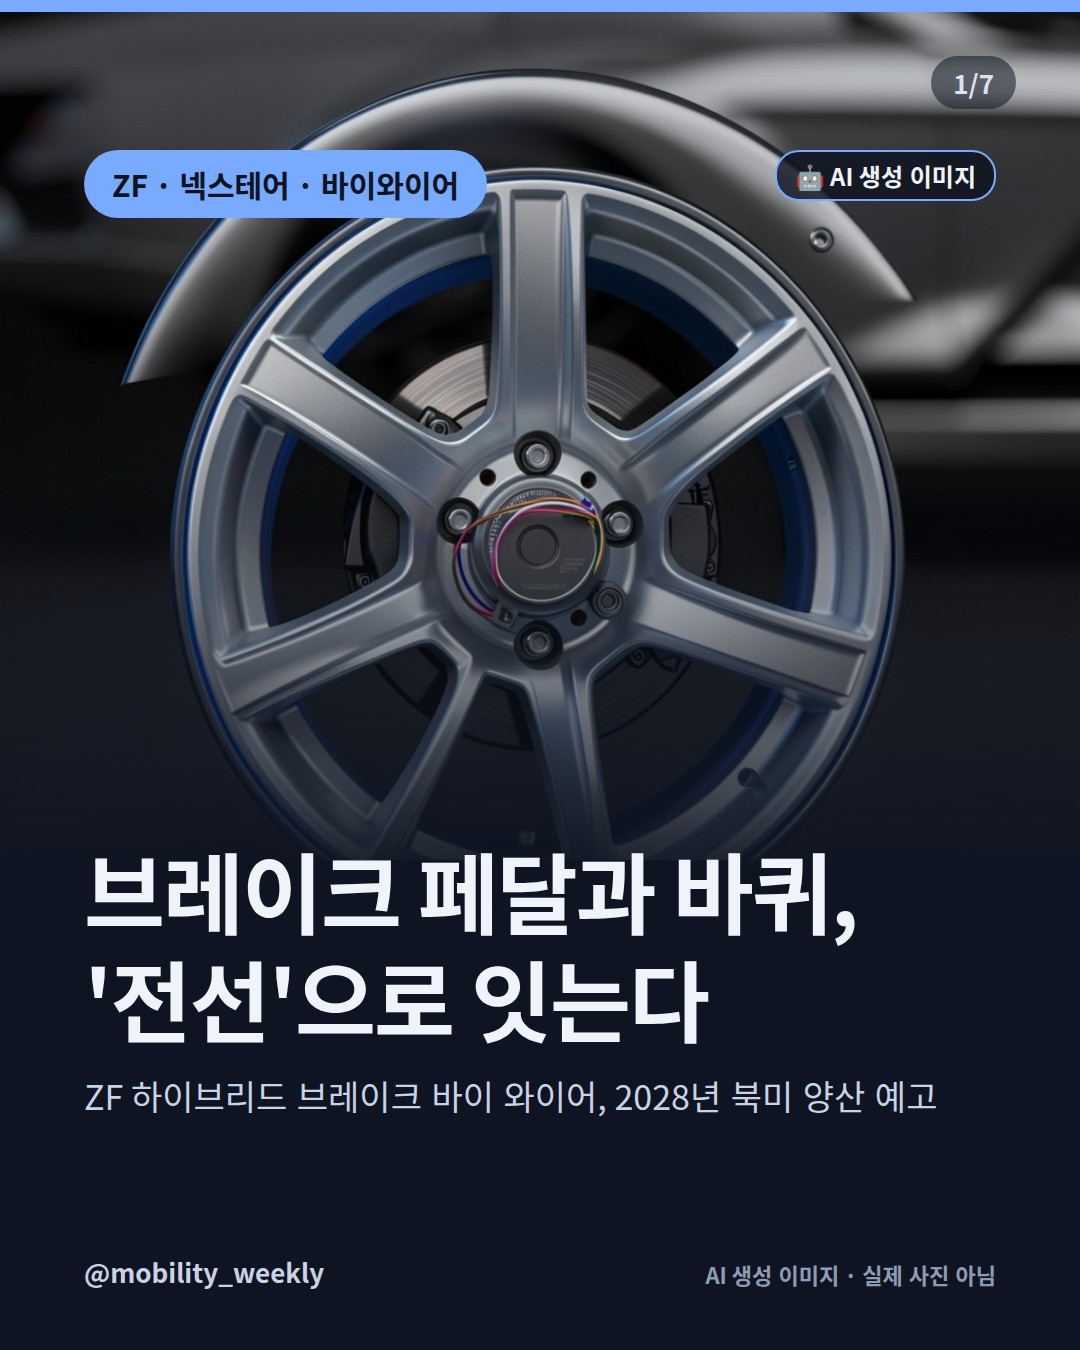 1/7
ZF · 넥스테어 · 바이와이어
🤖 AI 생성 이미지
브레이크 페달과 바퀴,
'전선'으로 잇는다
ZF 하이브리드 브레이크 바이 와이어, 2028년 북미 양산 예고
@mobility_weekly
AI 생성 이미지 · 실제 사진 아님